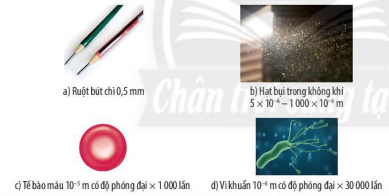 a) Ruột bút chì 0,5 mm
b) Hạt bụi trong không khí
5 × 10⁻⁶ – 1 000 × 10⁻⁶ m
Chân trời sáng tạo
c) Tế bào máu 10⁻⁵ m có độ phóng đại × 1 000 lần
d) Vi khuẩn 10⁻⁶ m có độ phóng đại × 30 000 lần